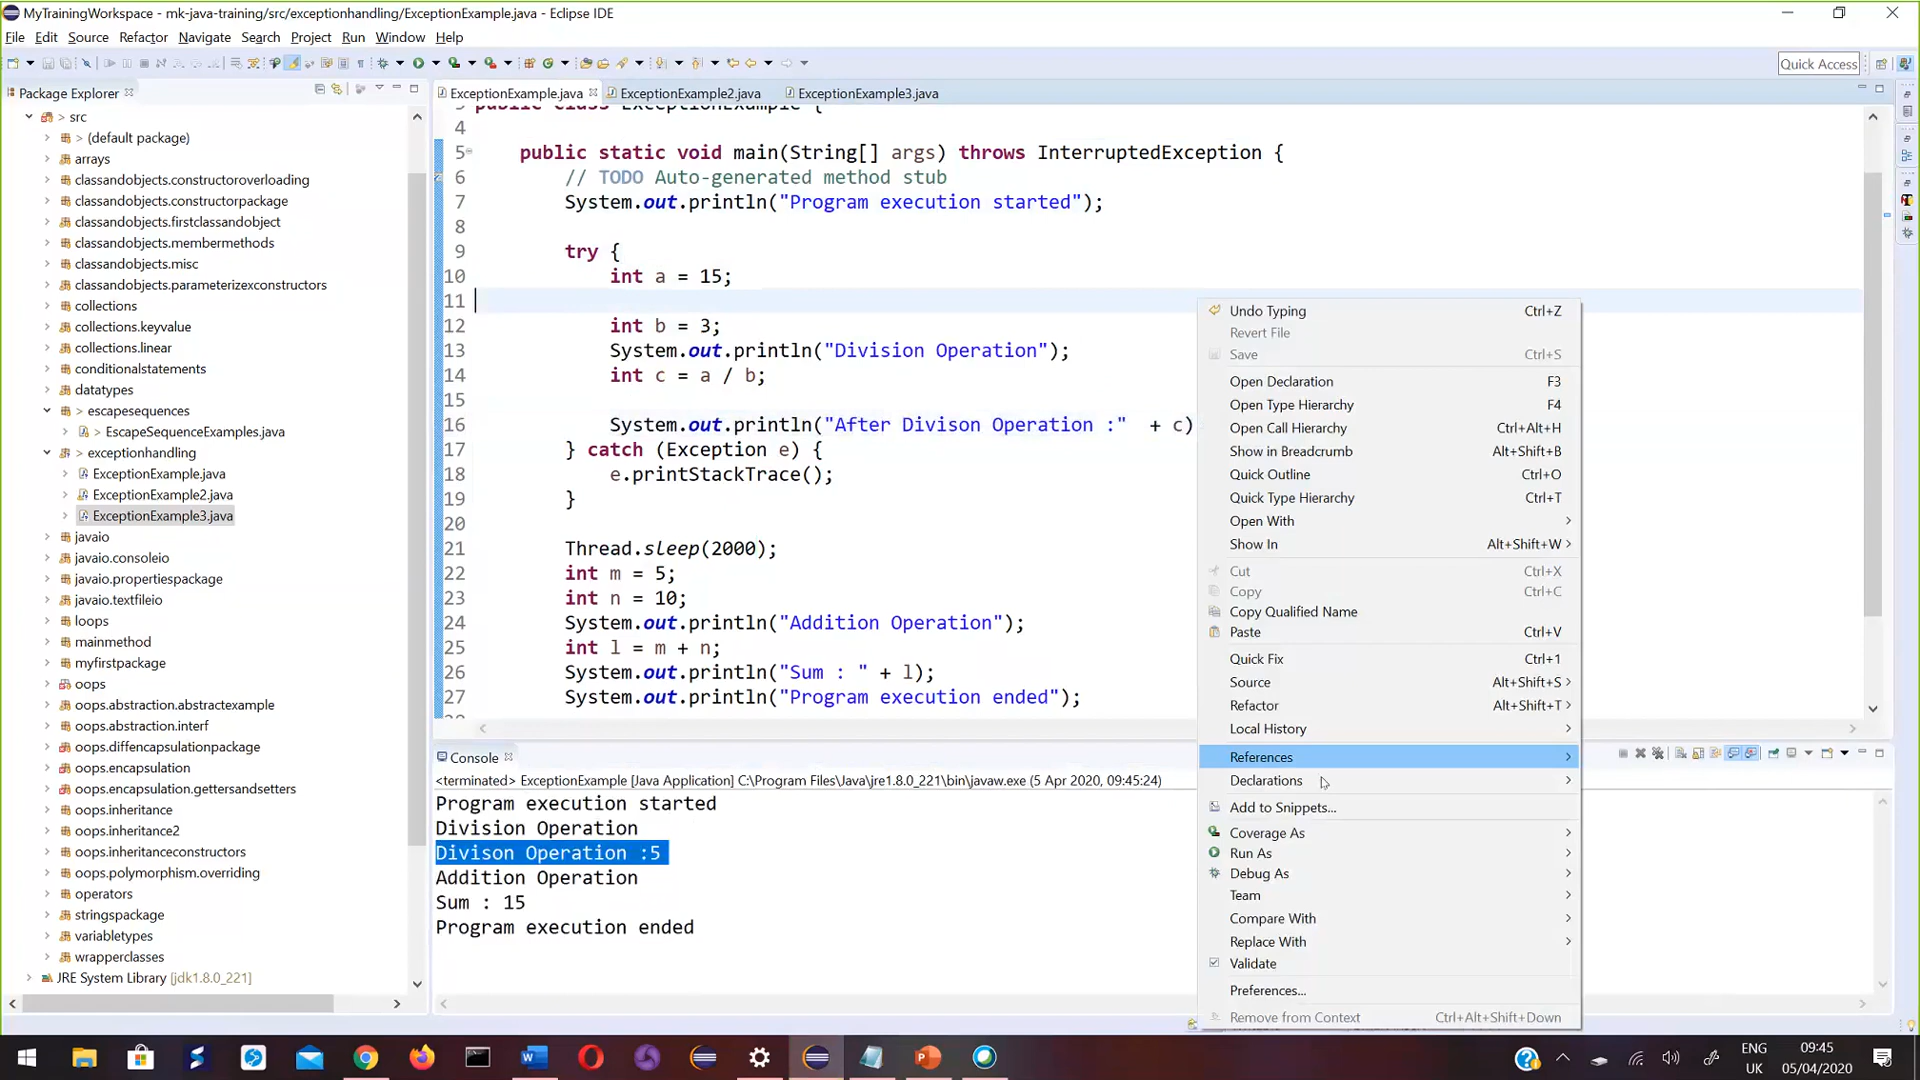 MyTrainingWorkspace - mk-java-training/src/exceptionhandling/ExceptionExample.java - Eclipse IDE
File Edit Source Refactor Navigate Search Project Run Window Help
Quick Access
Package Explorer
src
> (default package)
arrays
classandobjects.constructoroverloading
classandobjects.constructorpackage
classandobjects.firstclassandobject
classandobjects.membermethods
classandobjects.misc
classandobjects.parameterizexconstructors
collections
collections.keyvalue
collections.linear
conditionalstatements
datatypes
> escapesequences
> EscapeSequenceExamples.java
> exceptionhandling
ExceptionExample.java
ExceptionExample2.java
ExceptionExample3.java
javaio
javaio.consoleio
javaio.propertiespackage
javaio.textfileio
loops
mainmethod
myfirstpackage
oops
oops.abstraction.abstractexample
oops.abstraction.interf
oops.diffencapsulationpackage
oops.encapsulation
oops.encapsulation.gettersandsetters
oops.inheritance
oops.inheritance2
oops.inheritanceconstructors
oops.polymorphism.overriding
operators
stringspackage
variabletypes
wrapperclasses
JRE System Library [jdk1.8.0_221]
ExceptionExample.java ExceptionExample2.java ExceptionExample3.java
public class ExceptionExample {
4
5 public static void main(String[] args) throws InterruptedException {
6 // TODO Auto-generated method stub
7 System.out.println("Program execution started");
8
9 try {
10 int a = 15;
11
12 int b = 3;
13 System.out.println("Division Operation");
14 int c = a / b;
15
16 System.out.println("After Divison Operation :" + c)
17 } catch (Exception e) {
18 e.printStackTrace();
19 }
20
21 Thread.sleep(2000);
22 int m = 5;
23 int n = 10;
24 System.out.println("Addition Operation");
25 int l = m + n;
26 System.out.println("Sum : " + l);
27 System.out.println("Program execution ended");
Undo Typing Ctrl+Z
Revert File
Save Ctrl+S
Open Declaration F3
Open Type Hierarchy F4
Open Call Hierarchy Ctrl+Alt+H
Show in Breadcrumb Alt+Shift+B
Quick Outline Ctrl+O
Quick Type Hierarchy Ctrl+T
Open With
Show In Alt+Shift+W
Cut Ctrl+X
Copy Ctrl+C
Copy Qualified Name
Paste Ctrl+V
Quick Fix Ctrl+1
Source Alt+Shift+S
Refactor Alt+Shift+T
Local History
References
Declarations
Add to Snippets...
Coverage As
Run As
Debug As
Team
Compare With
Replace With
Validate
Preferences...
Remove from Context Ctrl+Alt+Shift+Down
Console
<terminated> ExceptionExample [Java Application] C:\Program Files\Java\jre1.8.0_221\bin\javaw.exe (5 Apr 2020, 09:45:24)
Program execution started
Division Operation
Divison Operation :5
Addition Operation
Sum : 15
Program execution ended
ENG
UK
09:45
05/04/2020